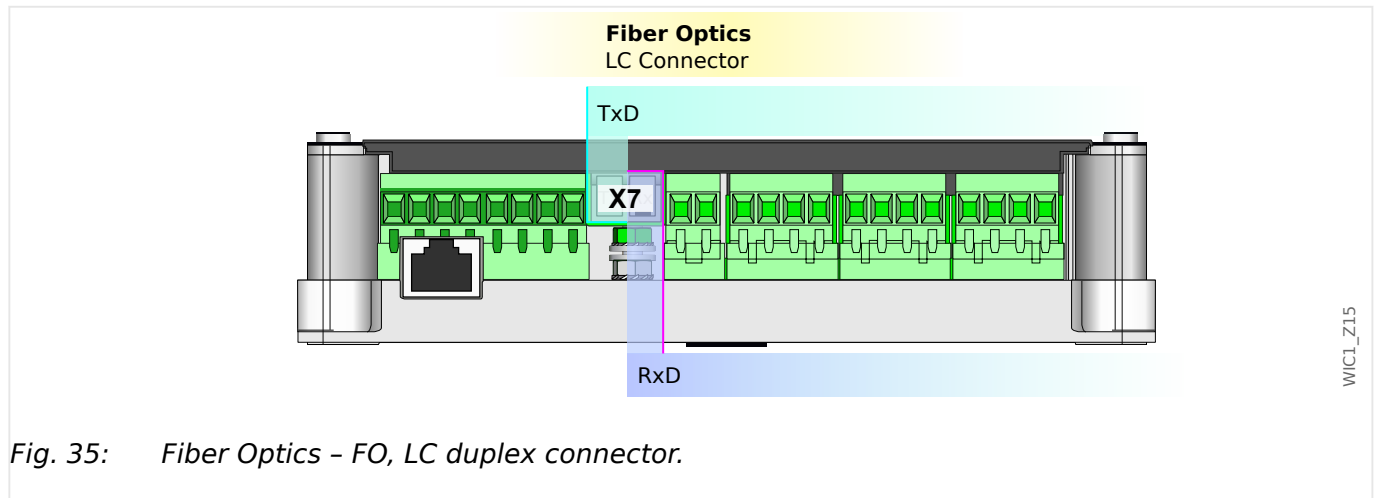 Fiber Optics
LC Connector
TxD
X7
RxD
WIC1_Z15
Fig. 35: Fiber Optics – FO, LC duplex connector.